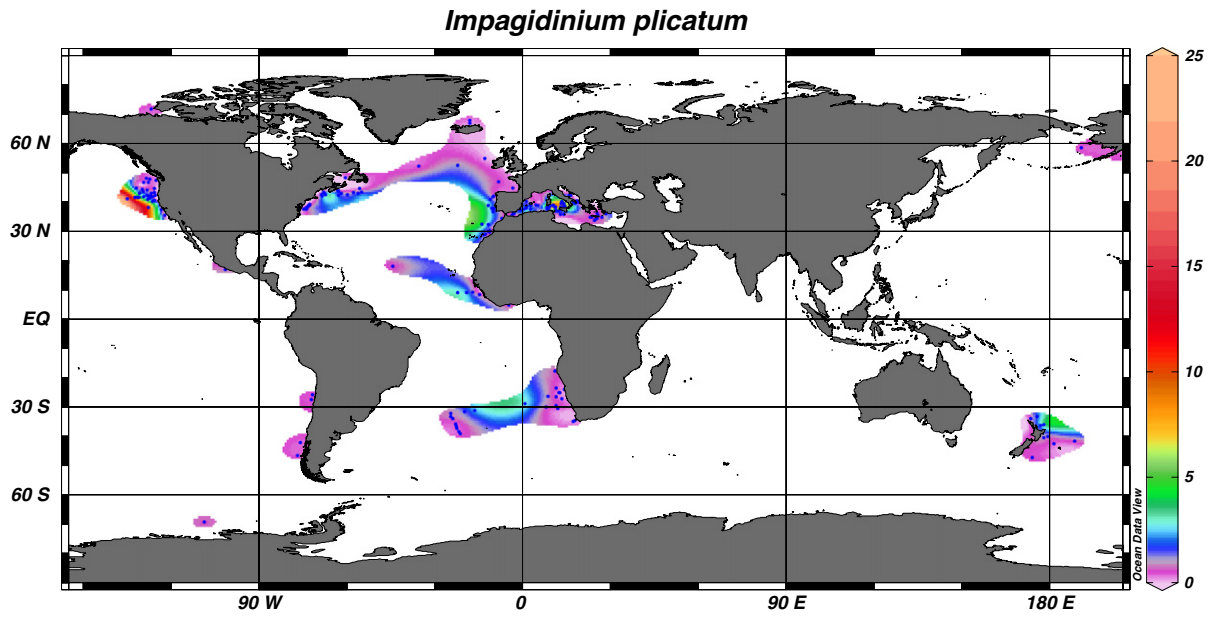 Impagidinium plicatum
25
60 N
20
30 N
15
EQ
10
30 S
5
60 S
Ocean Data View
0
90 W
0
90 E
180 E